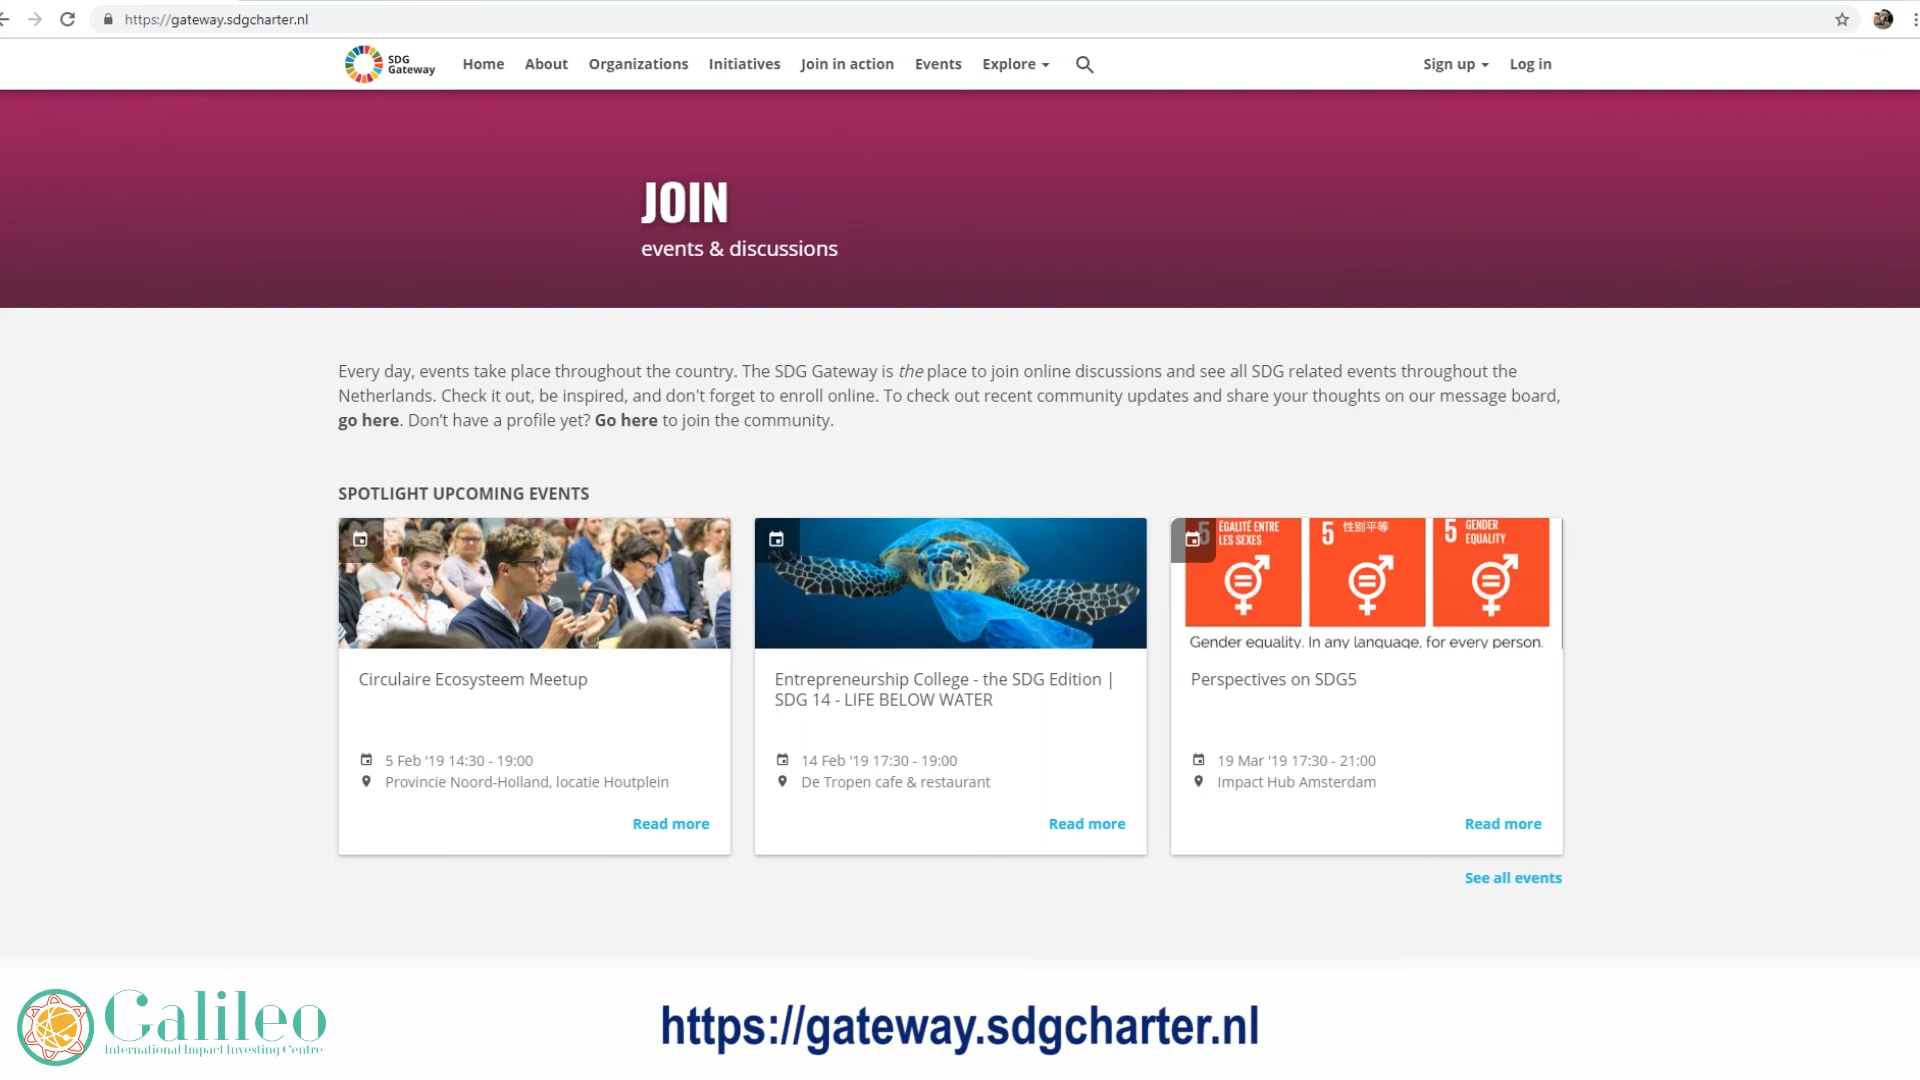 https://gateway.sdgcharter.nl
SDG
Gateway
Home
About
Organizations
Initiatives
Join in action
Events
Explore
Sign up
Log in
JOIN
events & discussions
Every day, events take place throughout the country. The SDG Gateway is the place to join online discussions and see all SDG related events throughout the
Netherlands. Check it out, be inspired, and don't forget to enroll online. To check out recent community updates and share your thoughts on our message board,
go here. Don’t have a profile yet? Go here to join the community.
SPOTLIGHT UPCOMING EVENTS
5 ÉGALITÉ ENTRE
LES SEXES
5 性别平等
5 GENDER
EQUALITY
Gender equality. In any language, for every person.
Circulaire Ecosysteem Meetup
5 Feb '19 14:30 - 19:00
Provincie Noord-Holland, locatie Houtplein
Read more
Entrepreneurship College - the SDG Edition |
SDG 14 - LIFE BELOW WATER
14 Feb '19 17:30 - 19:00
De Tropen cafe & restaurant
Read more
Perspectives on SDG5
19 Mar '19 17:30 - 21:00
Impact Hub Amsterdam
Read more
See all events
Galileo
International Impact Investing Centre
https://gateway.sdgcharter.nl